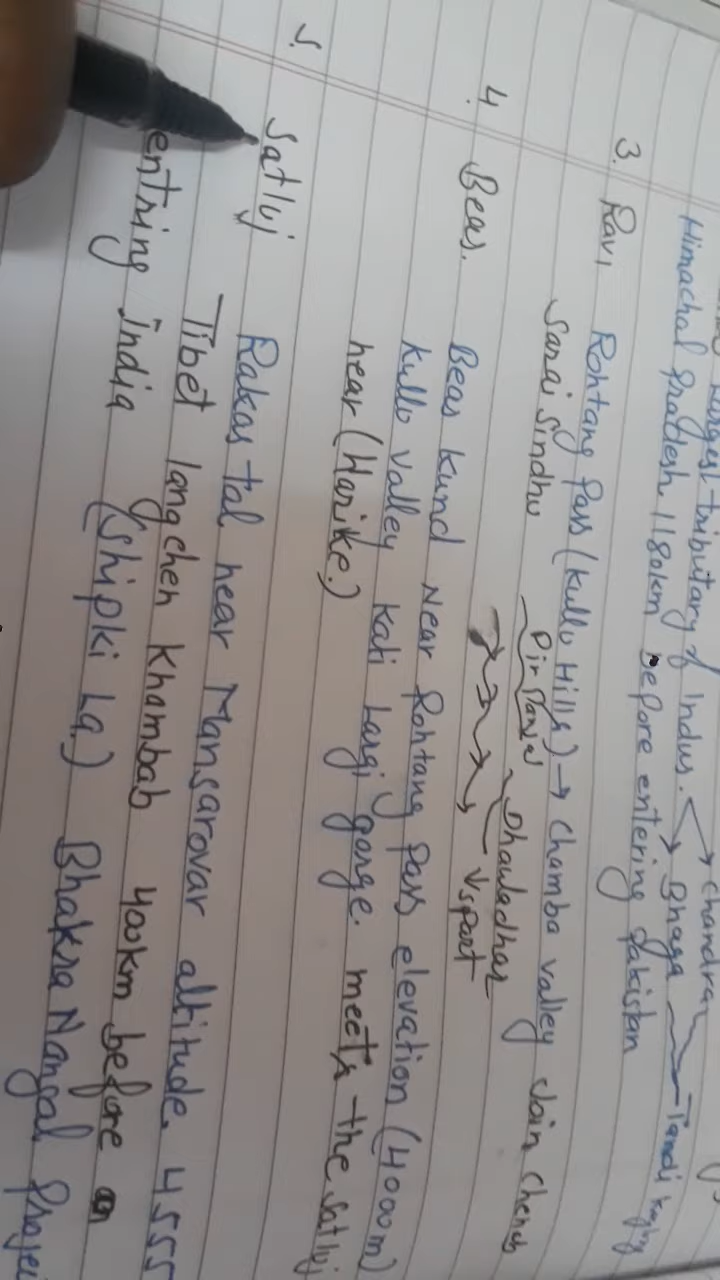 largest tributary of Indus. → Chandra
Himachal Pradesh. 1180km before entering Pakistan → Bhaga Tandi
3. Ravi Rohtang Pass (Kullu Hills) → Chamba valley Join Chenab
Sarai Sindhu Pir Panjal Dhauladhar
Vspart
4. Beas. Beas Kund Near Rohtang Pass elevation (4000m)
Kullu valley Kati Largi gorge. meets the Satluj
near (Harike.)
5. Satluj Rakas tal near Mansarovar altitude. 4555
Tibet langchen Khambab 400km before
entring India (Shipki La.) Bhakra Nangal Projec